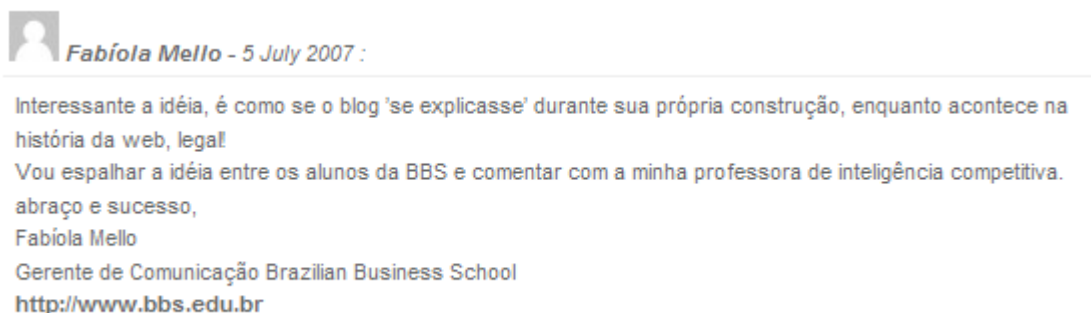 Fabíola Mello - 5 July 2007 :
Interessante a idéia, é como se o blog 'se explicasse' durante sua própria construção, enquanto acontece na
história da web, legal!
Vou espalhar a idéia entre os alunos da BBS e comentar com a minha professora de inteligência competitiva.
abraço e sucesso,
Fabíola Mello
Gerente de Comunicação Brazilian Business School
http://www.bbs.edu.br